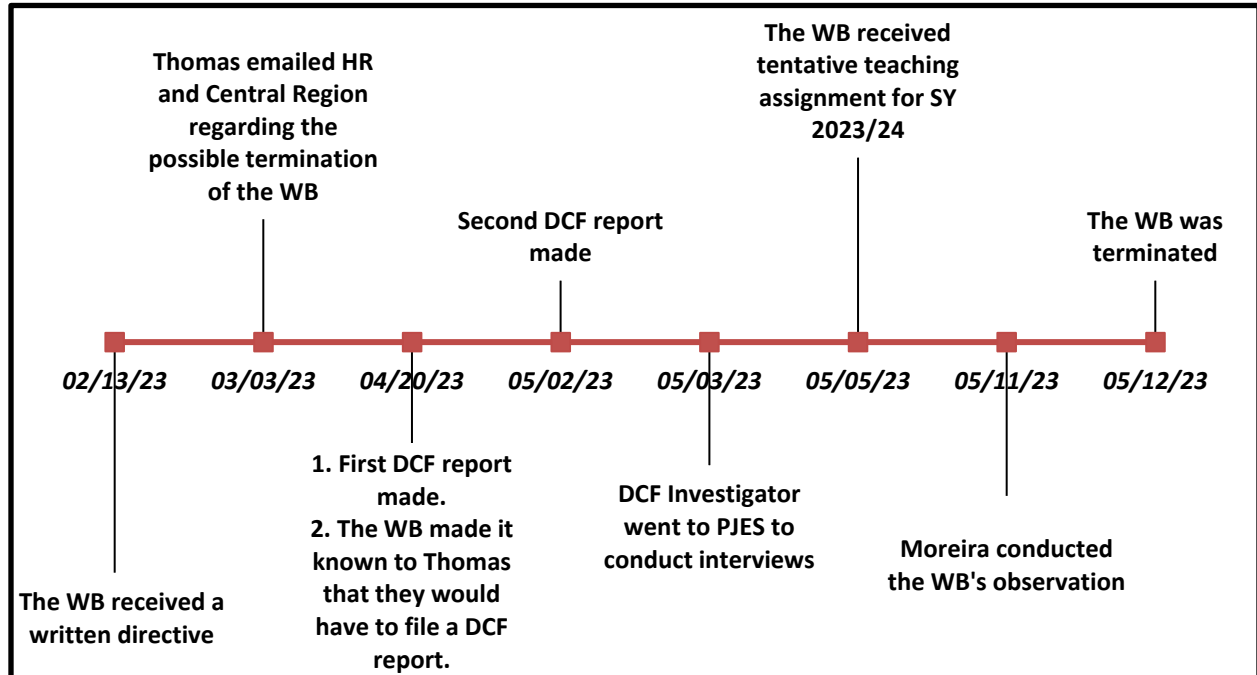 Thomas emailed HR
and Central Region
regarding the
possible termination
of the WB
Second DCF report
made
The WB received
tentative teaching
assignment for SY
2023/24
The WB was
terminated
02/13/23
03/03/23
04/20/23
05/02/23
05/03/23
05/05/23
05/11/23
05/12/23
The WB received a
written directive
1. First DCF report
made.
2. The WB made it
known to Thomas
that they would
have to file a DCF
report.
DCF Investigator
went to PJES to
conduct interviews
Moreira conducted
the WB's observation